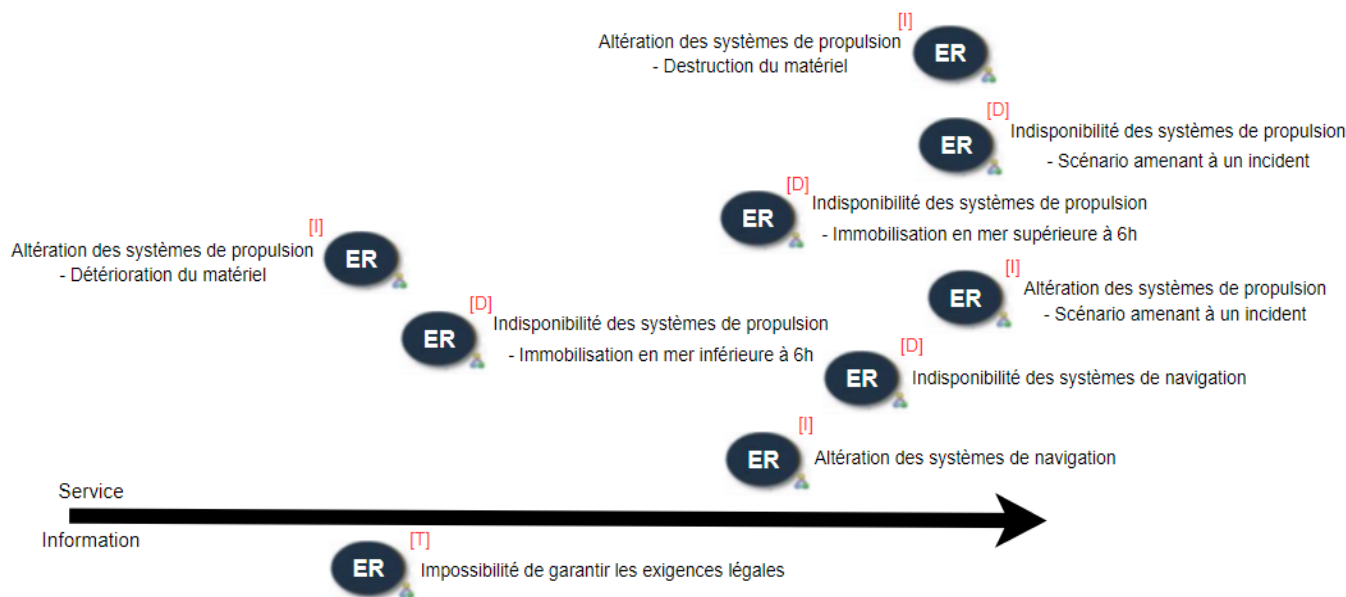 [I]
Altération des systèmes de propulsion
- Destruction du matériel
ER
[D]
Indisponibilité des systèmes de propulsion
- Scénario amenant à un incident
ER
[D]
Indisponibilité des systèmes de propulsion
- Immobilisation en mer supérieure à 6h
ER
[I]
Altération des systèmes de propulsion
- Détérioration du matériel
ER
[I]
Altération des systèmes de propulsion
- Scénario amenant à un incident
ER
[D]
Indisponibilité des systèmes de propulsion
- Immobilisation en mer inférieure à 6h
ER
[D]
Indisponibilité des systèmes de navigation
ER
[I]
Altération des systèmes de navigation
ER
Service
Information
[T]
Impossibilité de garantir les exigences légales
ER